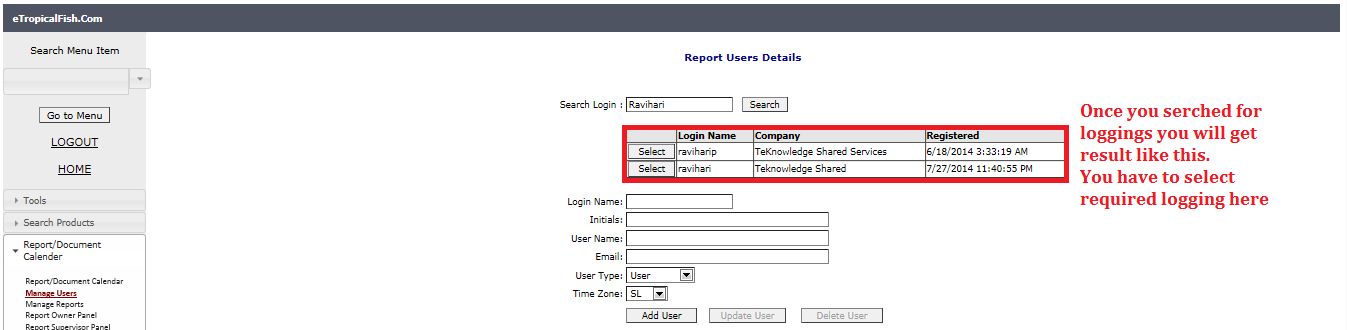 eTropicalFish.Com
Search Menu Item
Go to Menu
LOGOUT
HOME
Tools
Search Products
Report/Document
Calender
Report/Document Calendar
Manage Users
Manage Reports
Report Owner Panel
Report Supervisor Panel
Report Users Details
Search Login : Ravihari Search
Login Name Company Registered
Select raviharip TeKnowledge Shared Services 6/18/2014 3:33:19 AM
Select ravihari Teknowledge Shared 7/27/2014 11:40:55 PM
Login Name:
Initials:
User Name:
Email:
User Type: User
Time Zone: SL
Add User Update User Delete User
Once you serched for
loggings you will get
result like this.
You have to select
required logging here